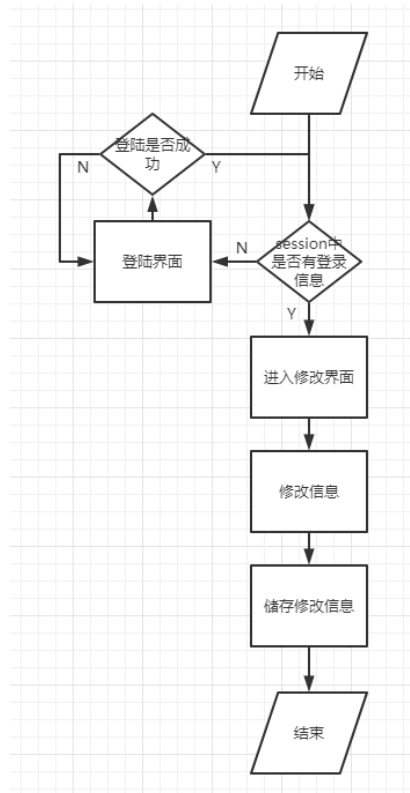 开始
登陆是否成
功
N
Y
session中
是否有登录
信息
N
登陆界面
Y
进入修改界面
修改信息
储存修改信息
结束